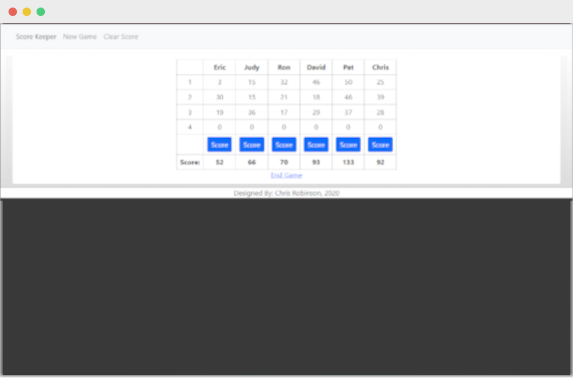 Score Keeper New Game Clear Score
Eric Judy Ron David Pat Chris
1 3 15 32 46 50 25
2 30 15 21 18 46 39
3 19 36 17 29 37 28
4 0 0 0 0 0 0
Score Score Score Score Score Score
Score: 52 66 70 93 133 92
End Game
Designed By: Chris Robinson, 2020